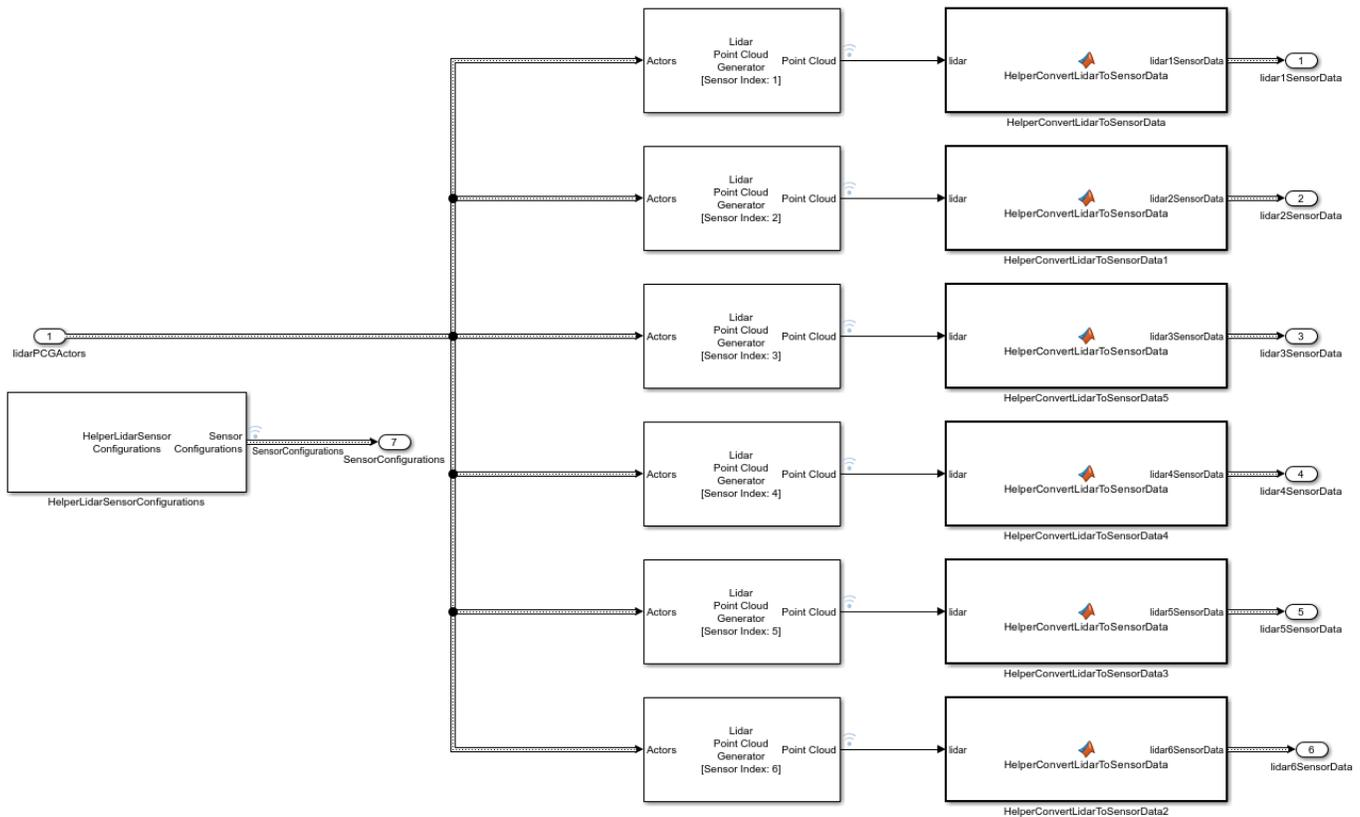 Actors
Lidar
Point Cloud
Generator
[Sensor Index: 1]
Point Cloud
lidar
HelperConvertLidarToSensorData
lidar1SensorData
HelperConvertLidarToSensorData
1
lidar1SensorData
Actors
Lidar
Point Cloud
Generator
[Sensor Index: 2]
Point Cloud
lidar
HelperConvertLidarToSensorData
lidar2SensorData
HelperConvertLidarToSensorData1
2
lidar2SensorData
1
lidarPCGActors
Actors
Lidar
Point Cloud
Generator
[Sensor Index: 3]
Point Cloud
lidar
HelperConvertLidarToSensorData
lidar3SensorData
HelperConvertLidarToSensorData5
3
lidar3SensorData
HelperLidarSensor
Configurations
Sensor
Configurations
HelperLidarSensorConfigurations
SensorConfigurations
7
SensorConfigurations
Actors
Lidar
Point Cloud
Generator
[Sensor Index: 4]
Point Cloud
lidar
HelperConvertLidarToSensorData
lidar4SensorData
HelperConvertLidarToSensorData4
4
lidar4SensorData
Actors
Lidar
Point Cloud
Generator
[Sensor Index: 5]
Point Cloud
lidar
HelperConvertLidarToSensorData
lidar5SensorData
HelperConvertLidarToSensorData3
5
lidar5SensorData
Actors
Lidar
Point Cloud
Generator
[Sensor Index: 6]
Point Cloud
lidar
HelperConvertLidarToSensorData
lidar6SensorData
HelperConvertLidarToSensorData2
6
lidar6SensorData